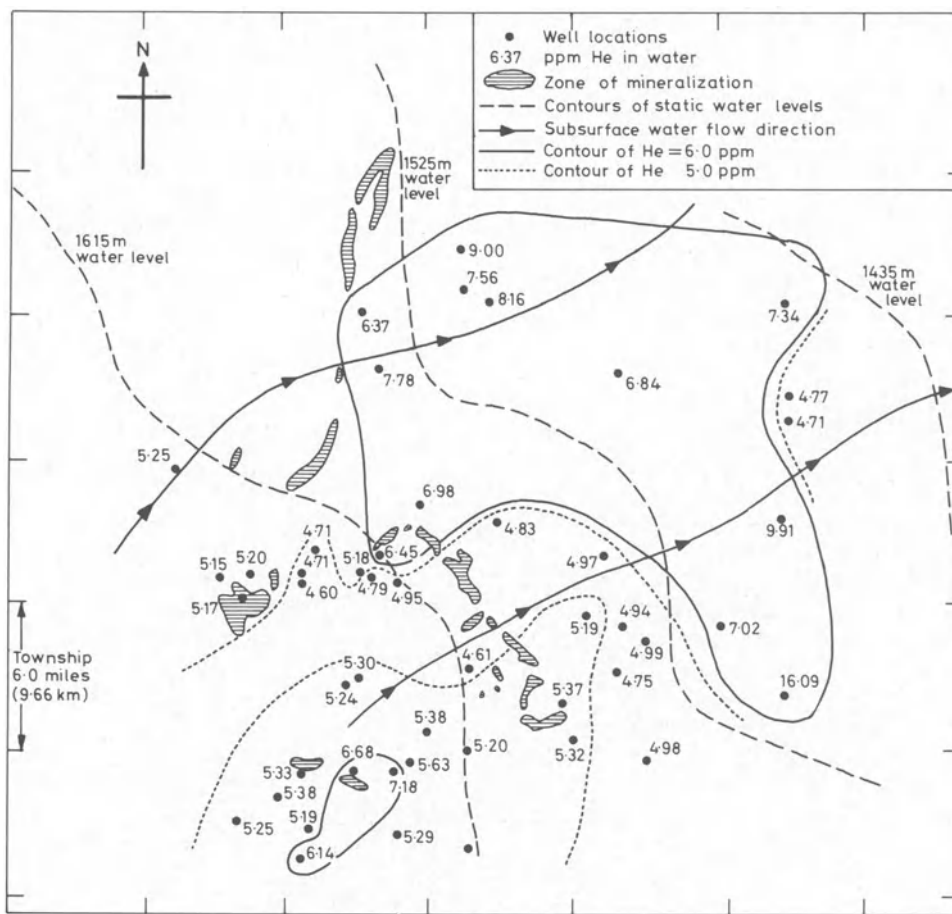 N
Well locations
6·37 ppm He in water
Zone of mineralization
Contours of static water levels
Subsurface water flow direction
Contour of He = 6·0 ppm
Contour of He 5·0 ppm
1525m
water
level
1615m
water level
1435m
water
level
9·00
7·56
8·16
6·37
7·34
7·78
6·84
4·77
4·71
5·25
6·98
4·83
9·91
4·71
4·71
5·18
6·45
4·97
5·15
5·20
4·60
4·79
4·95
5·17
5·19
4·94
7·02
4·99
Township
6·0 miles
(9·66 km)
4·61
5·30
4·75
5·24
16·09
5·37
5·38
5·20
5·32
4·98
6·68
5·63
5·33
7·18
5·38
5·25
5·19
5·29
6·14